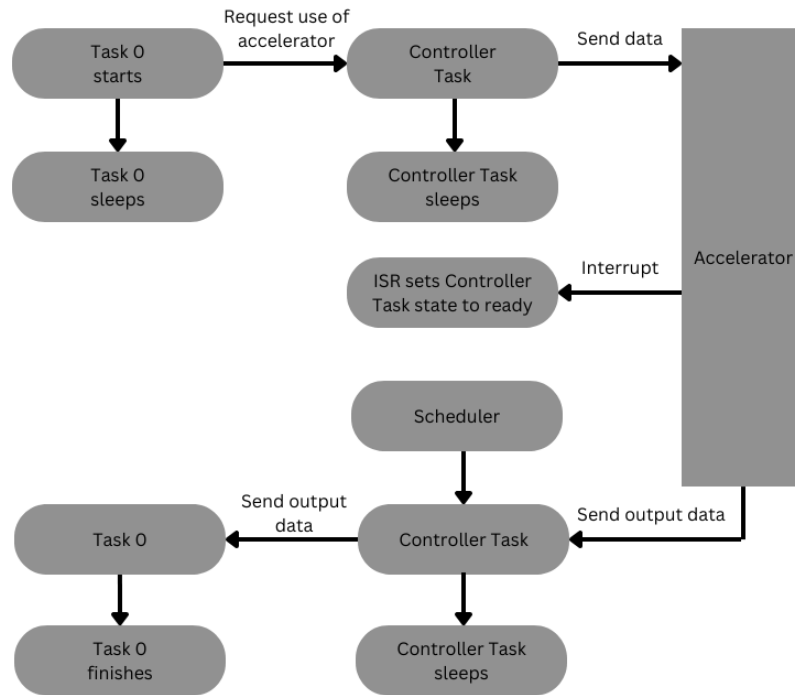 Request use of
accelerator
Task 0
starts
Controller
Task
Send data
Task 0
sleeps
Controller Task
sleeps
Accelerator
Interrupt
ISR sets Controller
Task state to ready
Scheduler
Send output
data
Send output data
Task 0
Controller Task
Task 0
finishes
Controller Task
sleeps